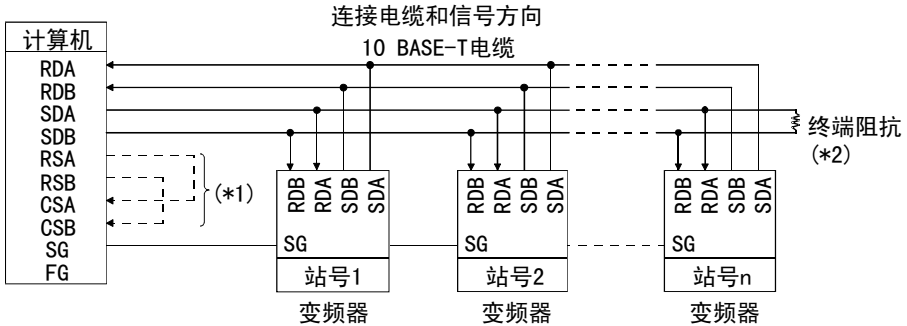 连接电缆和信号方向
10 BASE-T电缆
计算机
RDA
RDB
SDA
SDB
RSA
RSB
CSA
CSB
SG
FG
(*1)
终端阻抗
(*2)
RDB
RDA
SDB
SDA
SG
站号1
变频器
RDB
RDA
SDB
SDA
SG
站号2
变频器
RDB
RDA
SDB
SDA
SG
站号n
变频器